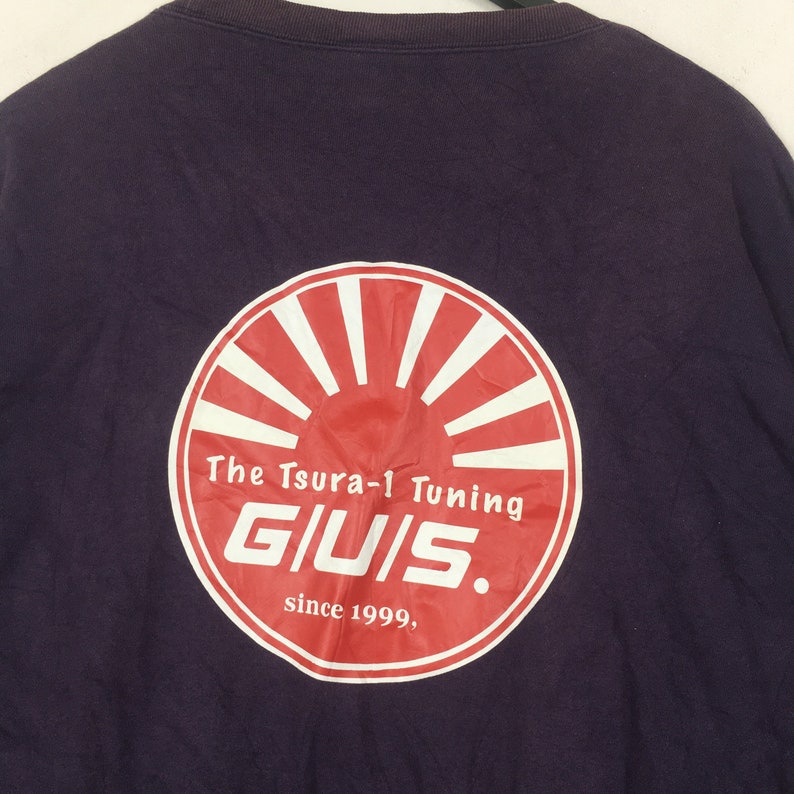 The Tsura-1 Tuning
G/U/S.
since 1999,